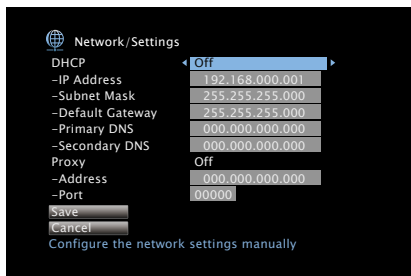 Network/Settings
DHCP Off
-IP Address 192.168.000.001
-Subnet Mask 255.255.255.000
-Default Gateway 255.255.255.000
-Primary DNS 000.000.000.000
-Secondary DNS 000.000.000.000
Proxy Off
-Address 000.000.000.000
-Port 00000
Save
Cancel
Configure the network settings manually